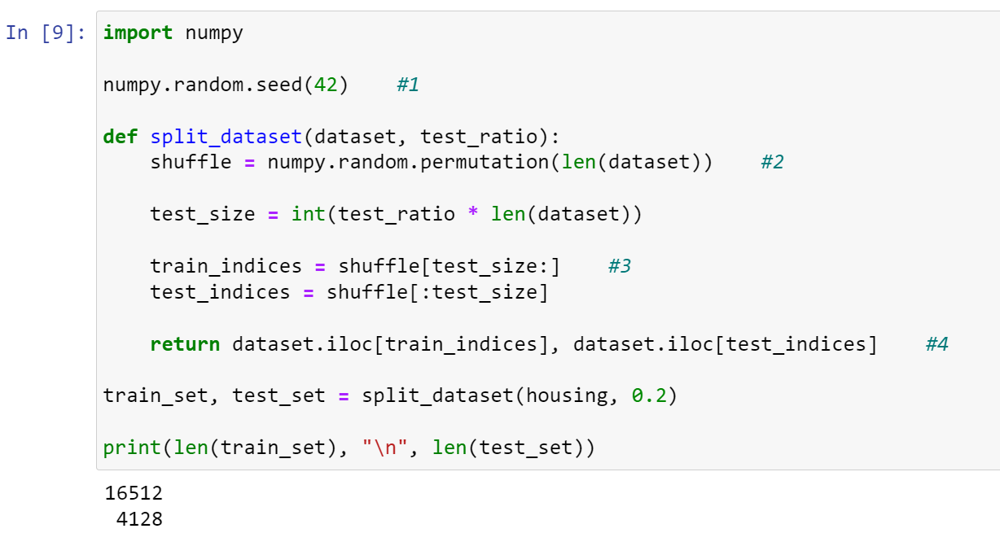 In [9]: import numpy
numpy.random.seed(42)    #1
def split_dataset(dataset, test_ratio):
    shuffle = numpy.random.permutation(len(dataset))    #2
    test_size = int(test_ratio * len(dataset))
    train_indices = shuffle[test_size:]    #3
    test_indices = shuffle[:test_size]
    return dataset.iloc[train_indices], dataset.iloc[test_indices]    #4
train_set, test_set = split_dataset(housing, 0.2)
print(len(train_set), "\n", len(test_set))
16512
 4128